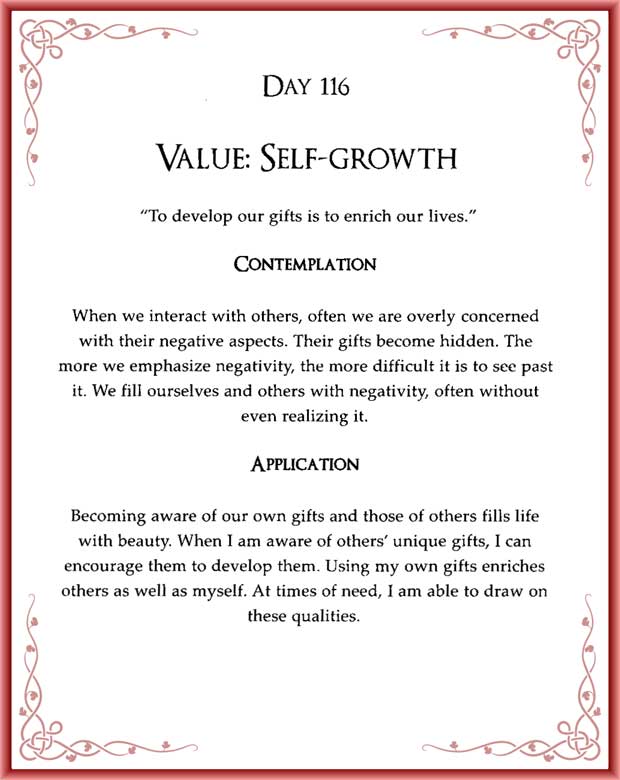 Day 116
Value: Self-growth
“To develop our gifts is to enrich our lives.”
Contemplation
When we interact with others, often we are overly concerned
with their negative aspects. Their gifts become hidden. The
more we emphasize negativity, the more difficult it is to see past
it. We fill ourselves and others with negativity, often without
even realizing it.
Application
Becoming aware of our own gifts and those of others fills life
with beauty. When I am aware of others’ unique gifts, I can
encourage them to develop them. Using my own gifts enriches
others as well as myself. At times of need, I am able to draw on
these qualities.